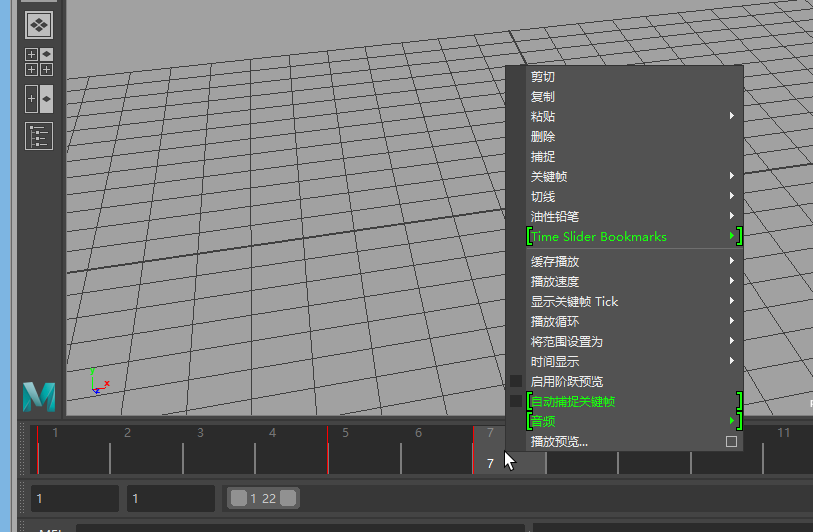 剪切
复制
粘贴
删除
捕捉
关键帧
切线
油性铅笔
Time Slider Bookmarks
缓存播放
播放速度
显示关键帧 Tick
播放循环
将范围设置为
时间显示
启用阶跃预览
自动捕捉关键帧
音频
播放预览...
Y
x
z
M
1 2 3 4 5 6 7 11
7
1 1 1 22